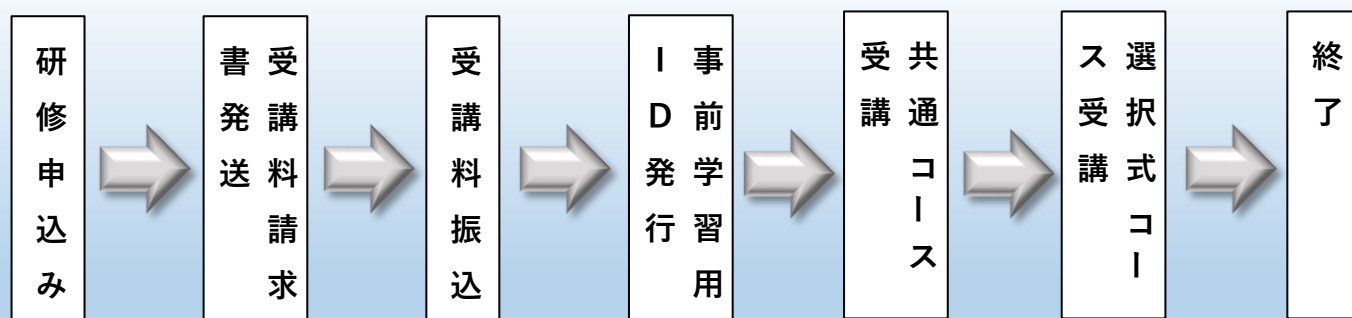 研修申込み
受講料請求
書発送
受講料振込
事前学習用
ID発行
共通コース
受講
選択式コー
ス受講
終了